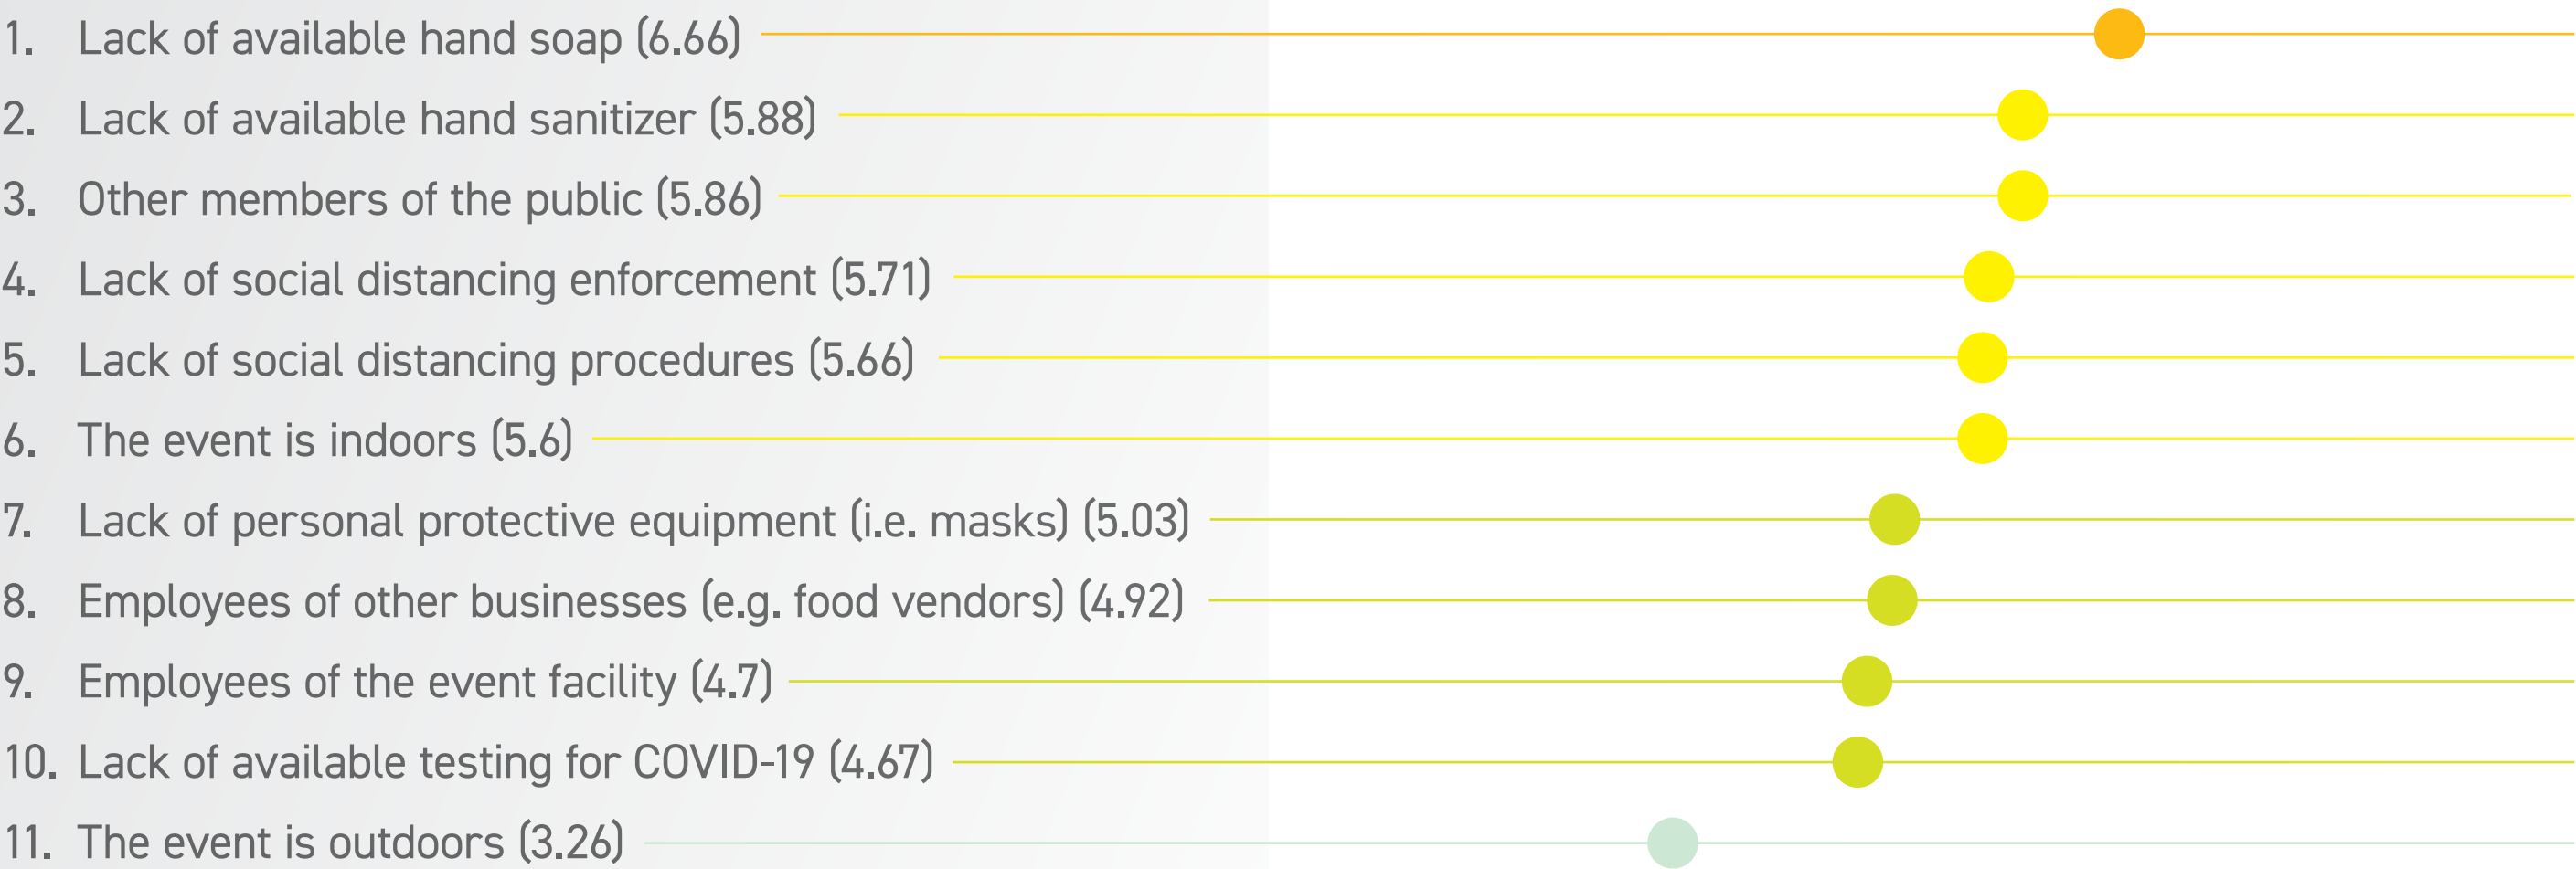 1. Lack of available hand soap (6.66)
2. Lack of available hand sanitizer (5.88)
3. Other members of the public (5.86)
4. Lack of social distancing enforcement (5.71)
5. Lack of social distancing procedures (5.66)
6. The event is indoors (5.6)
7. Lack of personal protective equipment (i.e. masks) (5.03)
8. Employees of other businesses (e.g. food vendors) (4.92)
9. Employees of the event facility (4.7)
10. Lack of available testing for COVID-19 (4.67)
11. The event is outdoors (3.26)